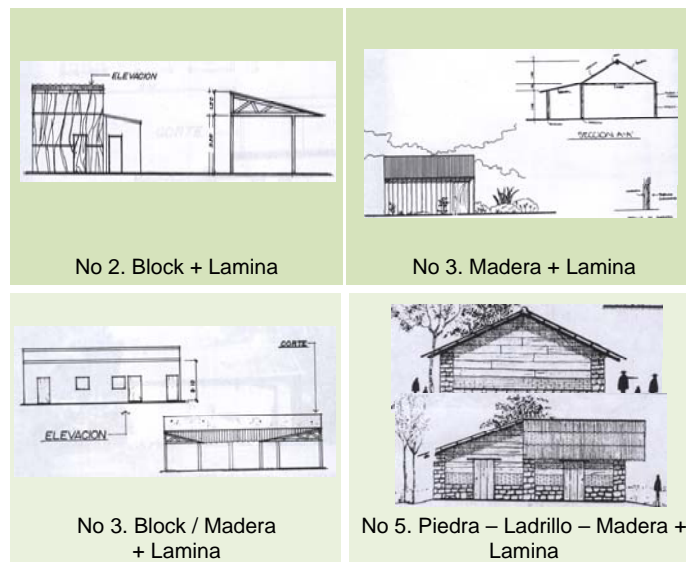 ELEVACION
SECCION A-A'
No 2. Block + Lamina
No 3. Madera + Lamina
CORTE
ELEVACION
No 3. Block / Madera
+ Lamina
No 5. Piedra – Ladrillo – Madera +
Lamina